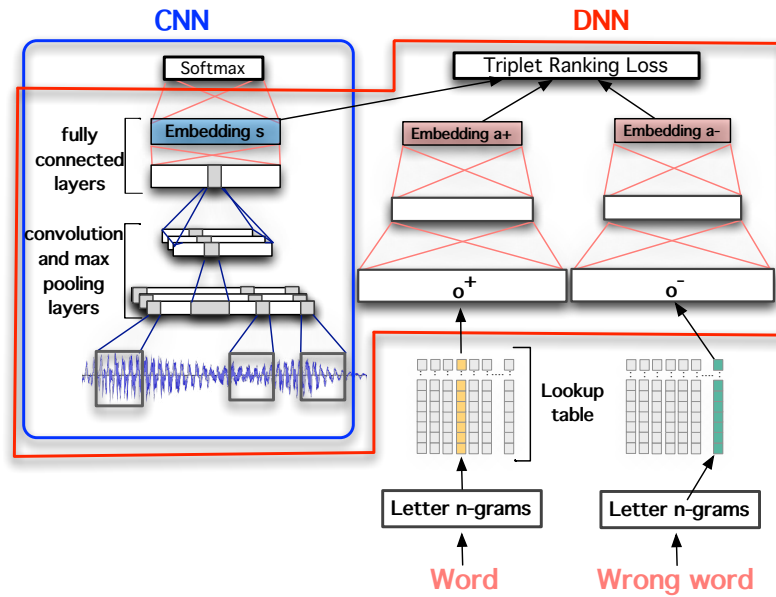 CNN
DNN
Softmax
Triplet Ranking Loss
fully
connected
layers
Embedding s
Embedding a+
Embedding a-
convolution
and max
pooling
layers
o+
o-
Lookup
table
Letter n-grams
Letter n-grams
Word
Wrong word